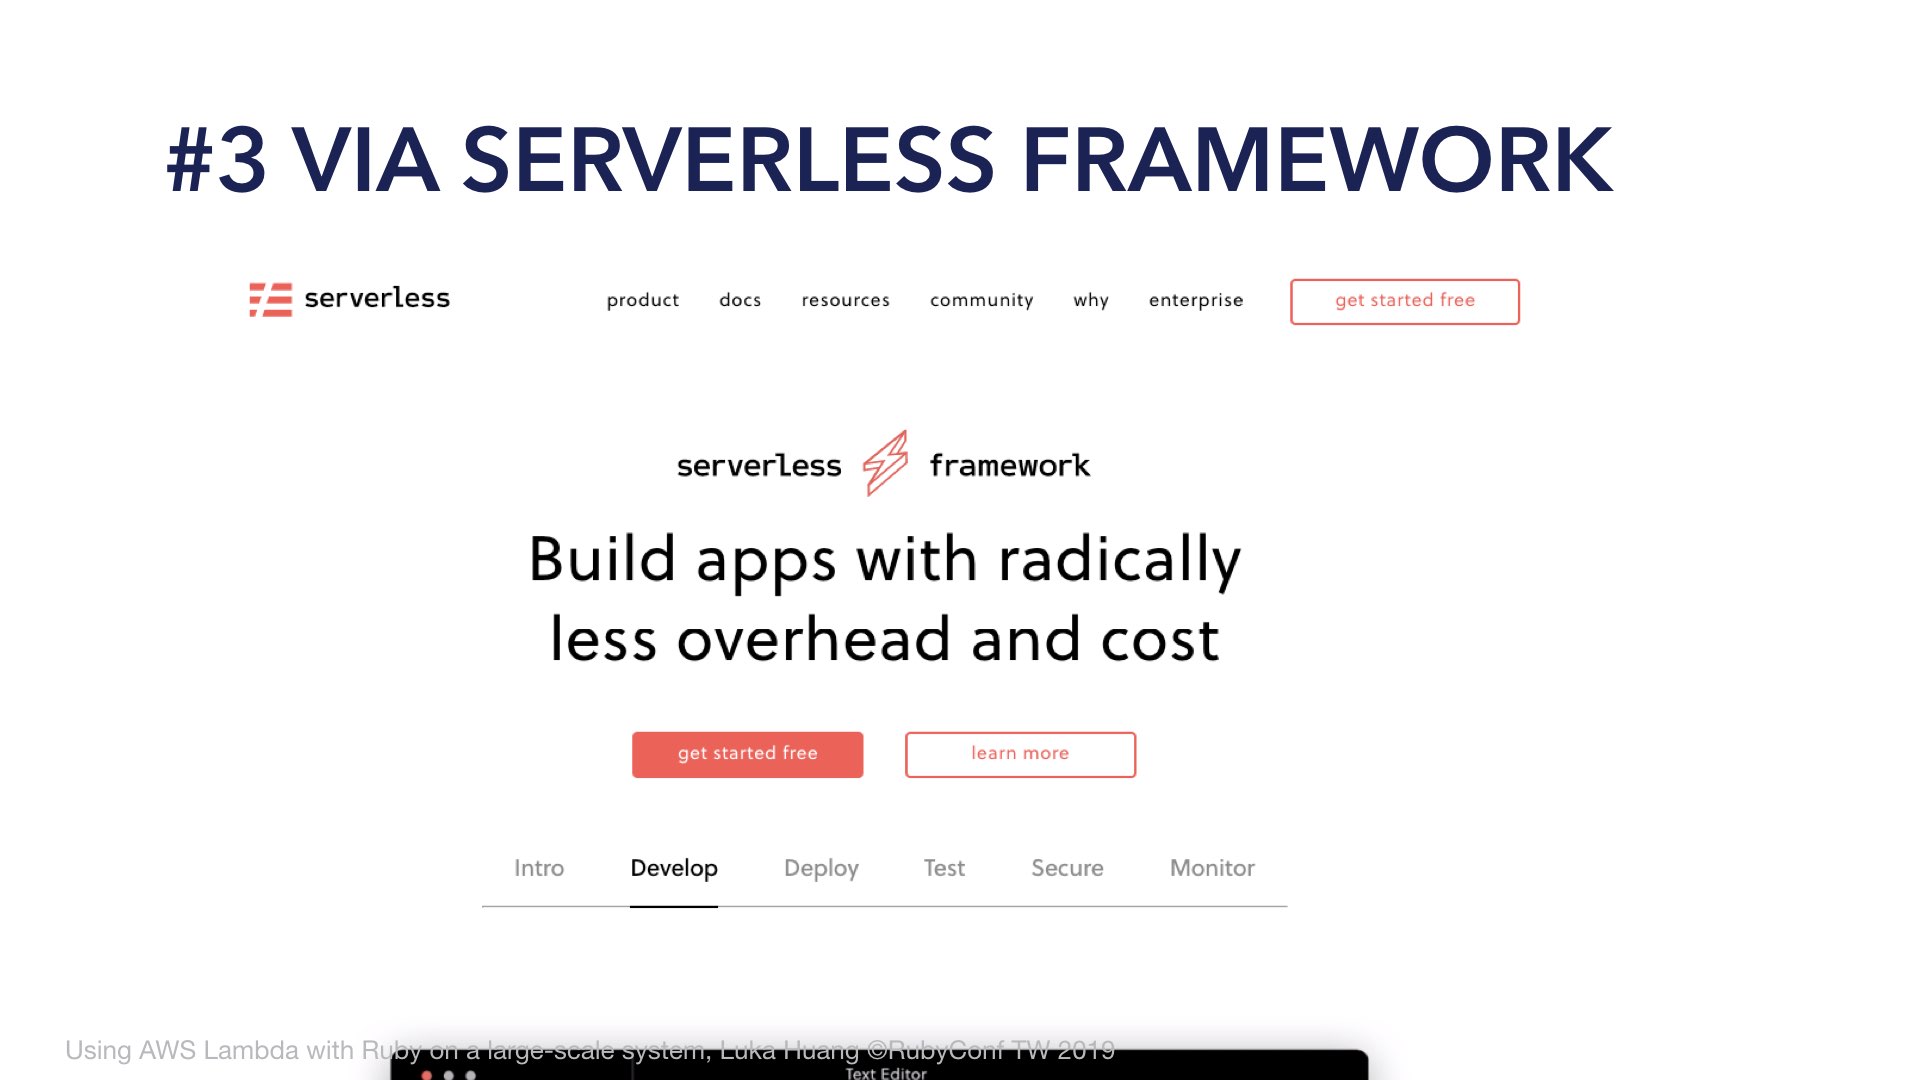 #3 VIA SERVERLESS FRAMEWORK
serverless
product docs resources community why enterprise get started free
serverless framework
Build apps with radically
less overhead and cost
get started free learn more
Intro Develop Deploy Test Secure Monitor
Using AWS Lambda with Ruby on a large-scale system, Luka Huang ©RubyConf TW 2019
Text Editor